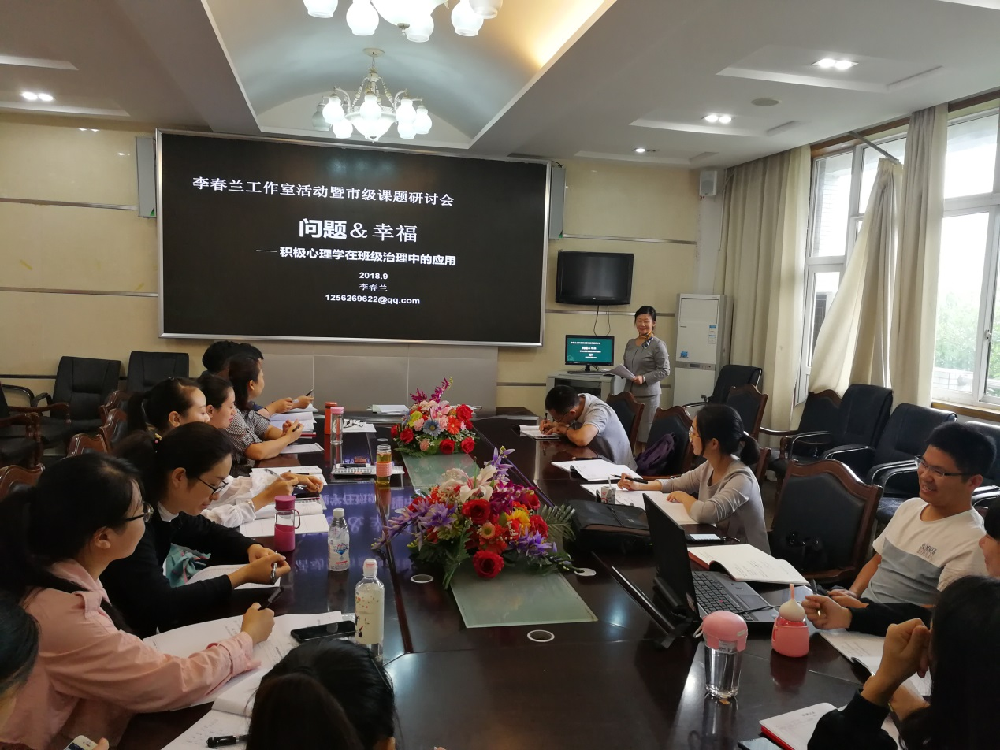 李春兰工作室活动暨市级课题研讨会
问题&幸福
--- 积极心理学在班级治理中的应用
2018.9
李春兰
1256269622@qq.com